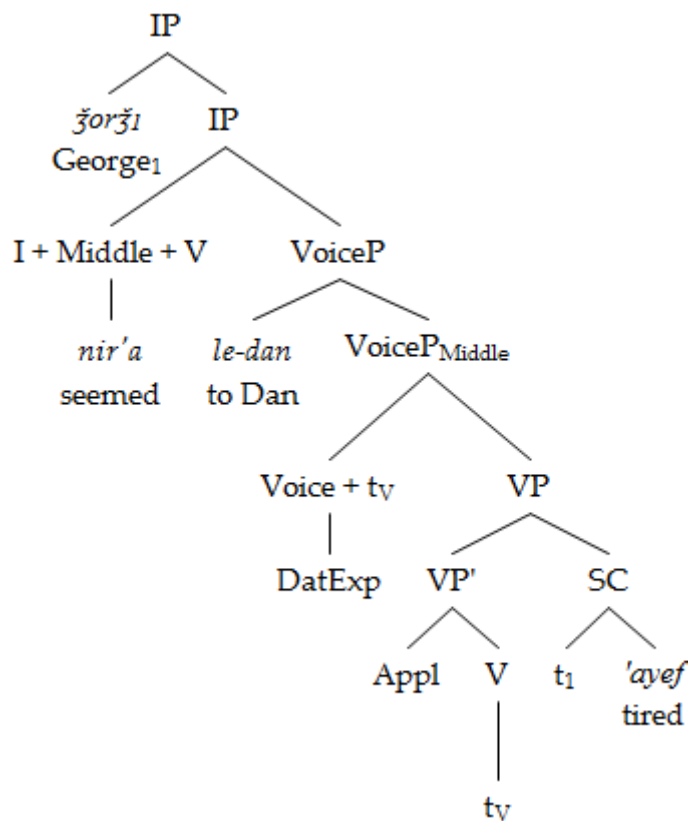 IP
ǯorǯ1 IP
George1
I + Middle + V VoiceP
nir'a le-dan VoicePMiddle
seemed to Dan
Voice + tV VP
DatExp VP' SC
Appl V t1 'ayef
tired
tV